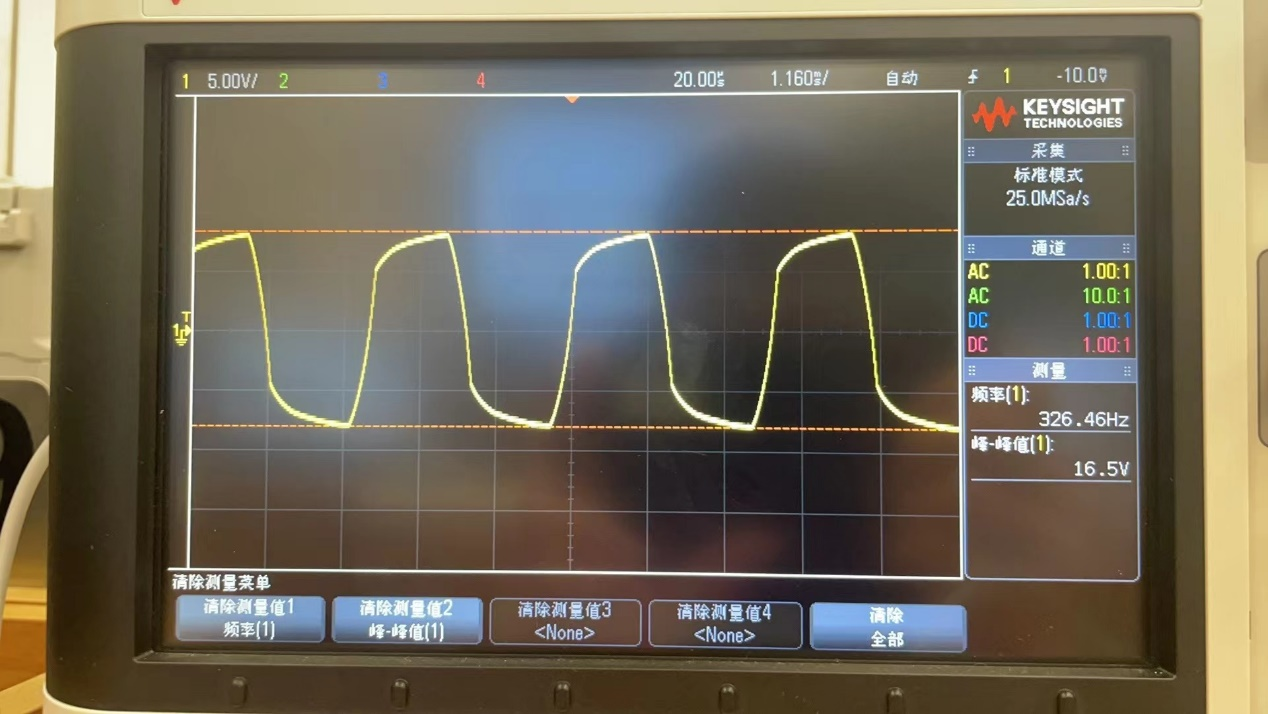 1 5.00V/ 2 3 4 20.00㎲ 1.160㎳/ 自动 1 -10.0㎷
KEYSIGHT
TECHNOLOGIES
采集
标准模式
25.0MSa/s
通道
AC 1.00:1
AC 10.0:1
DC 1.00:1
DC 1.00:1
测量
频率(1):
326.46Hz
峰-峰值(1):
16.5V
T
1
清除测量菜单
清除测量值1
频率(1)
清除测量值2
峰-峰值(1)
清除测量值3
<None>
清除测量值4
<None>
清除
全部